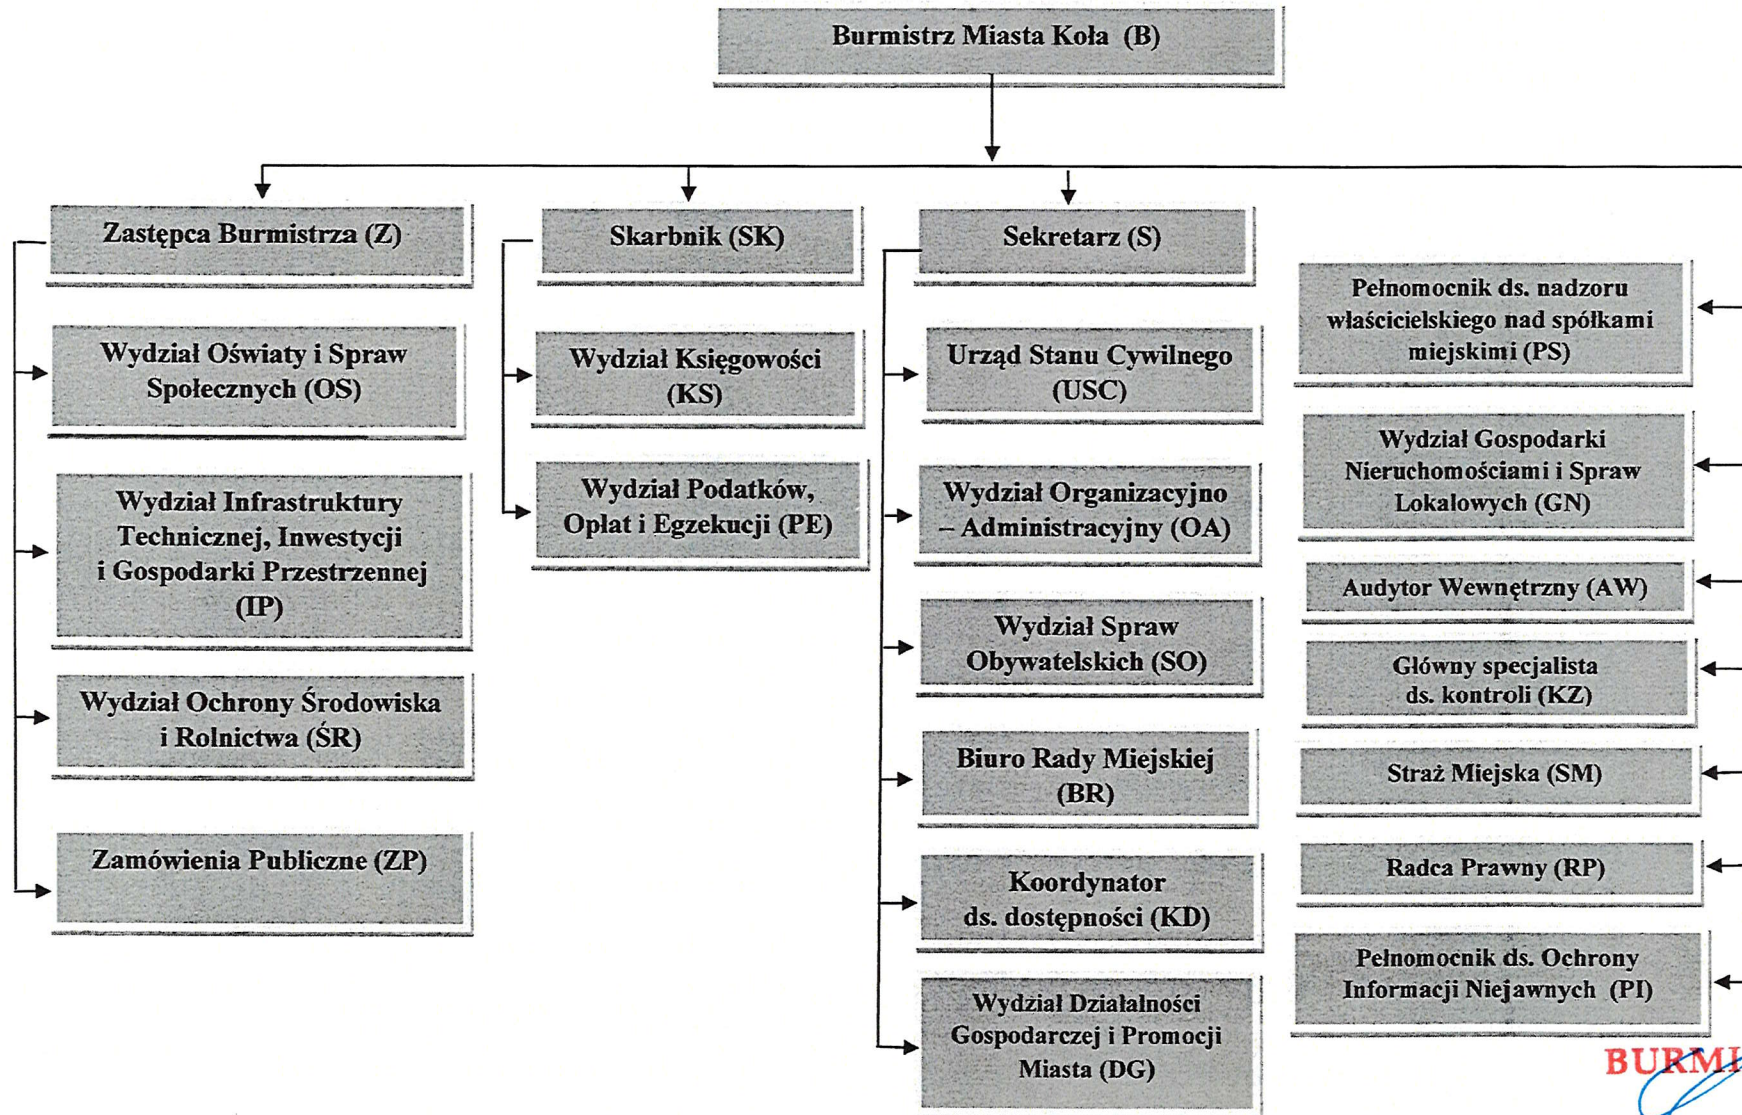 Burmistrz Miasta Koła (B)
Zastępca Burmistrza (Z)
Wydział Oświaty i Spraw
Społecznych (OS)
Wydział Infrastruktury
Technicznej, Inwestycji
i Gospodarki Przestrzennej
(IP)
Wydział Ochrony Środowiska
i Rolnictwa (ŚR)
Zamówienia Publiczne (ZP)
Skarbnik (SK)
Wydział Księgowości
(KS)
Wydział Podatków,
Opłat i Egzekucji (PE)
Sekretarz (S)
Urząd Stanu Cywilnego
(USC)
Wydział Organizacyjno
– Administracyjny (OA)
Wydział Spraw
Obywatelskich (SO)
Biuro Rady Miejskiej
(BR)
Koordynator
ds. dostępności (KD)
Wydział Działalności
Gospodarczej i Promocji
Miasta (DG)
Pełnomocnik ds. nadzoru
właścicielskiego nad spółkami
miejskimi (PS)
Wydział Gospodarki
Nieruchomościami i Spraw
Lokalowych (GN)
Audytor Wewnętrzny (AW)
Główny specjalista
ds. kontroli (KZ)
Straż Miejska (SM)
Radca Prawny (RP)
Pełnomocnik ds. Ochrony
Informacji Niejawnych (PI)
BURMI